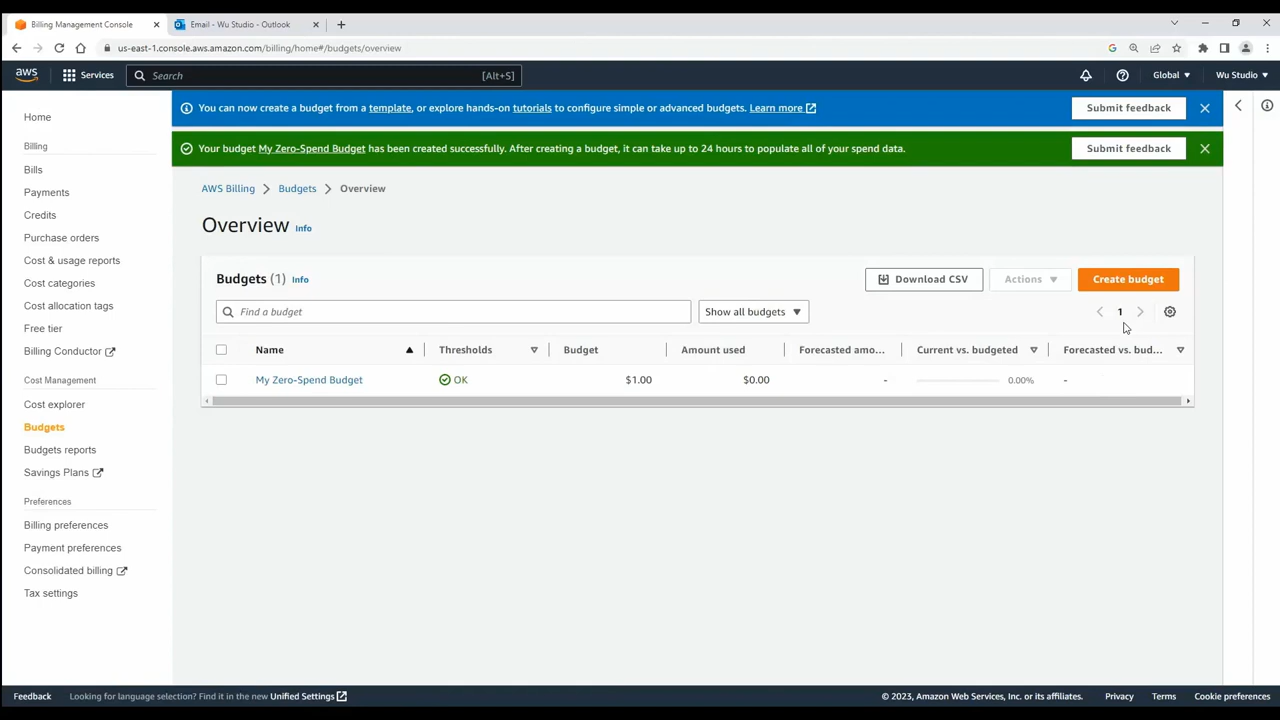 Billing Management Console
Email - Wu Studio - Outlook
us-east-1.console.aws.amazon.com/billing/home#/budgets/overview
aws
Services
Search
[Alt+S]
Global
Wu Studio
You can now create a budget from a template, or explore hands-on tutorials to configure simple or advanced budgets. Learn more
Submit feedback
Your budget My Zero-Spend Budget has been created successfully. After creating a budget, it can take up to 24 hours to populate all of your spend data.
Submit feedback
Home
Billing
Bills
Payments
Credits
Purchase orders
Cost & usage reports
Cost categories
Cost allocation tags
Free tier
Billing Conductor
Cost Management
Cost explorer
Budgets
Budgets reports
Savings Plans
Preferences
Billing preferences
Payment preferences
Consolidated billing
Tax settings
AWS Billing > Budgets > Overview
Overview Info
Budgets (1) Info
Download CSV
Actions
Create budget
Find a budget
Show all budgets
1
Name
Thresholds
Budget
Amount used
Forecasted amo...
Current vs. budgeted
Forecasted vs. bud...
My Zero-Spend Budget
OK
$1.00
$0.00
-
0.00%
-
Feedback
Looking for language selection? Find it in the new Unified Settings
© 2023, Amazon Web Services, Inc. or its affiliates.
Privacy
Terms
Cookie preferences